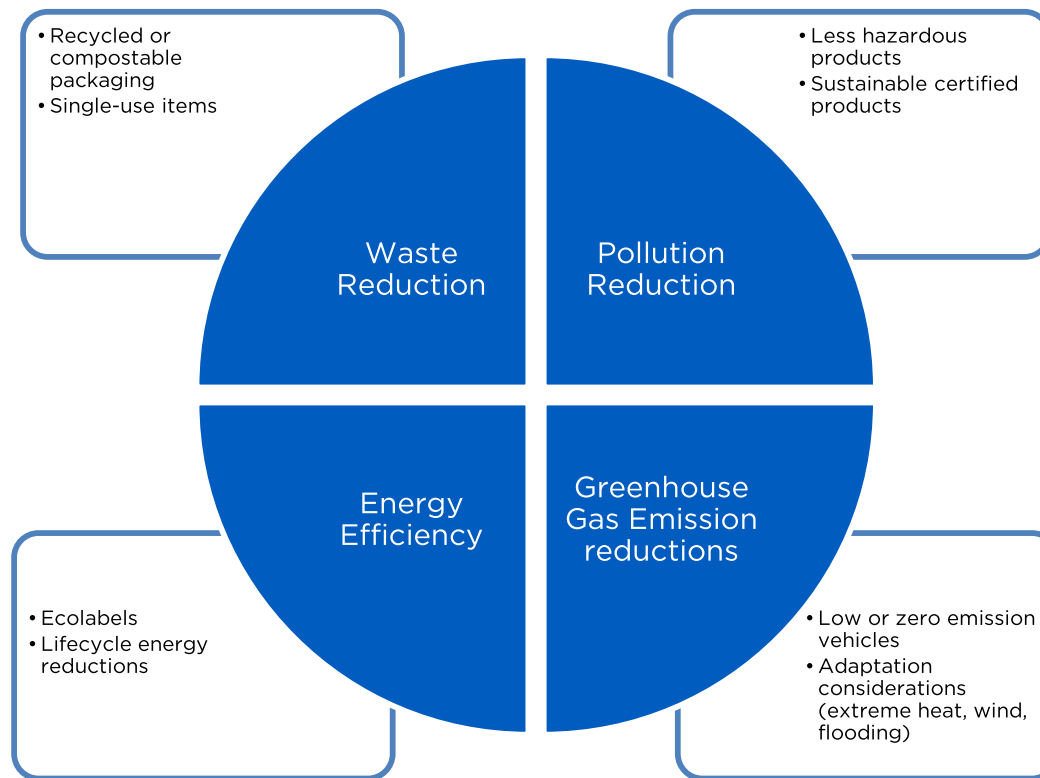 • Recycled or
compostable
packaging
• Single-use items
• Less hazardous
products
• Sustainable certified
products
Waste
Reduction
Pollution
Reduction
Energy
Efficiency
Greenhouse
Gas Emission
reductions
• Ecolabels
• Lifecycle energy
reductions
• Low or zero emission
vehicles
• Adaptation
considerations
(extreme heat, wind,
flooding)